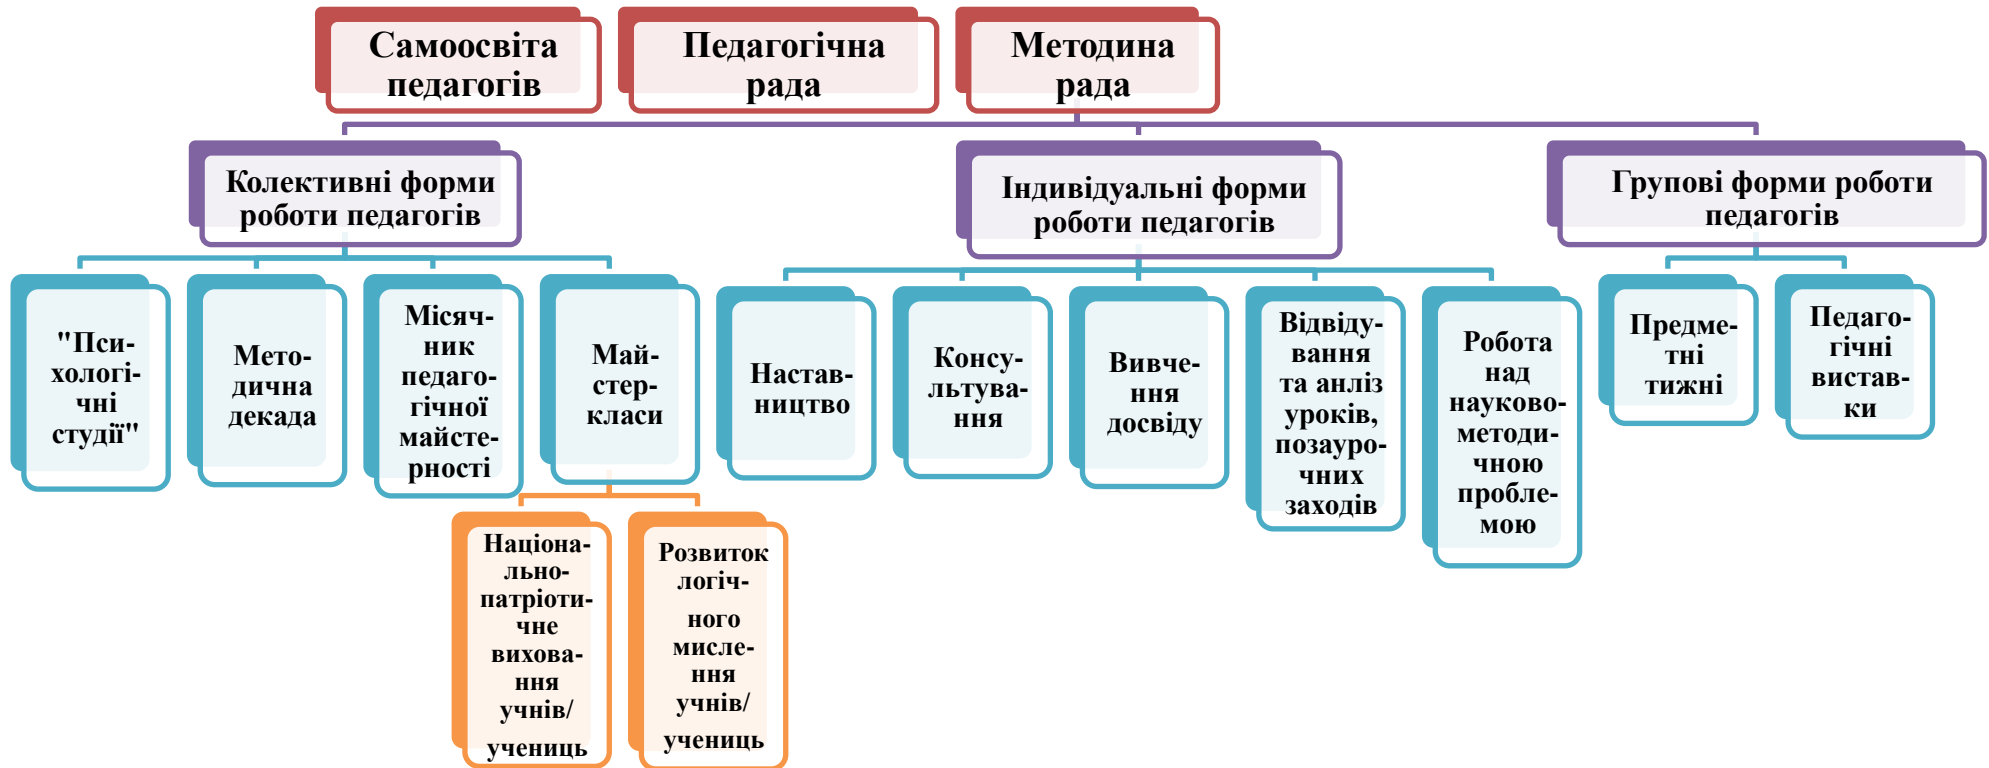 Самоосвіта
педагогів
Педагогічна
рада
Методина
рада
Колективні форми
роботи педагогів
Індивідуальні форми
роботи педагогів
Групові форми роботи
педагогів
"Пси-
хологі-
чні
студії"
Мето-
дична
декада
Місяч-
ник
педаго-
гічної
майсте-
рності
Май-
стер-
класи
Настав-
ництво
Консу-
льтува-
ння
Вивче-
ння
досвіду
Відвіду-
вання
та анліз
уроків,
позауро-
чних
заходів
Робота
над
науково-
методи-
чною
пробле-
мою
Предме-
тні
тижні
Педаго-
гічні
вистав-
ки
Націона-
льно-
патріоти-
чне
вихова-
ння
учнів/
учениць
Розвиток
логіч-
ного
мисле-
ння
учнів/
учениць